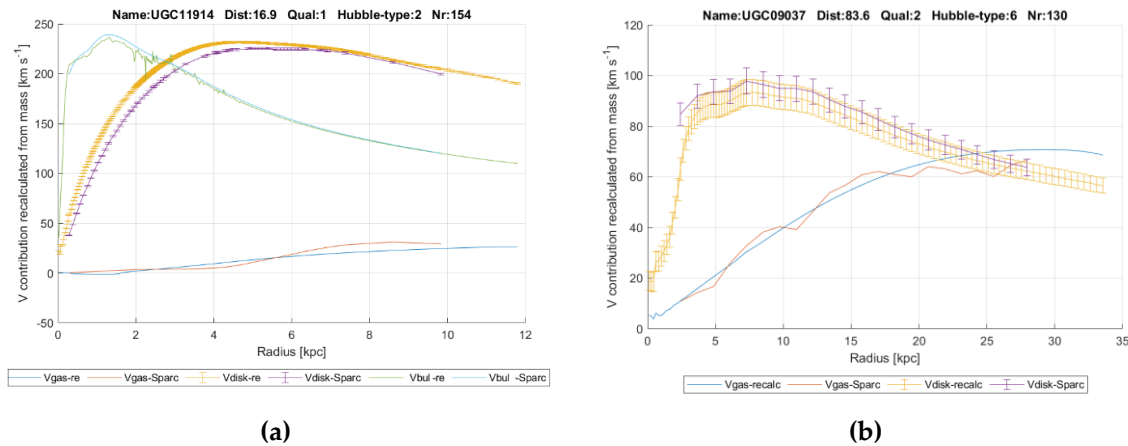 Name:UGC11914 Dist:16.9 Qual:1 Hubble-type:2 Nr:154
V contribution recalculated from mass [km s-1]
250
200
150
100
50
0
-50
0 2 4 6 8 10 12
Radius [kpc]
Vgas-re Vgas-Sparc Vdisk-re Vdisk-Sparc Vbul-re Vbul-Sparc
(a)
Name:UGC09037 Dist:83.6 Qual:2 Hubble-type:6 Nr:130
V contribution recalculated from mass [km s-1]
120
100
80
60
40
20
0
0 5 10 15 20 25 30 35
Radius [kpc]
Vgas-recalc Vgas-Sparc Vdisk-recalc Vdisk-Sparc
(b)